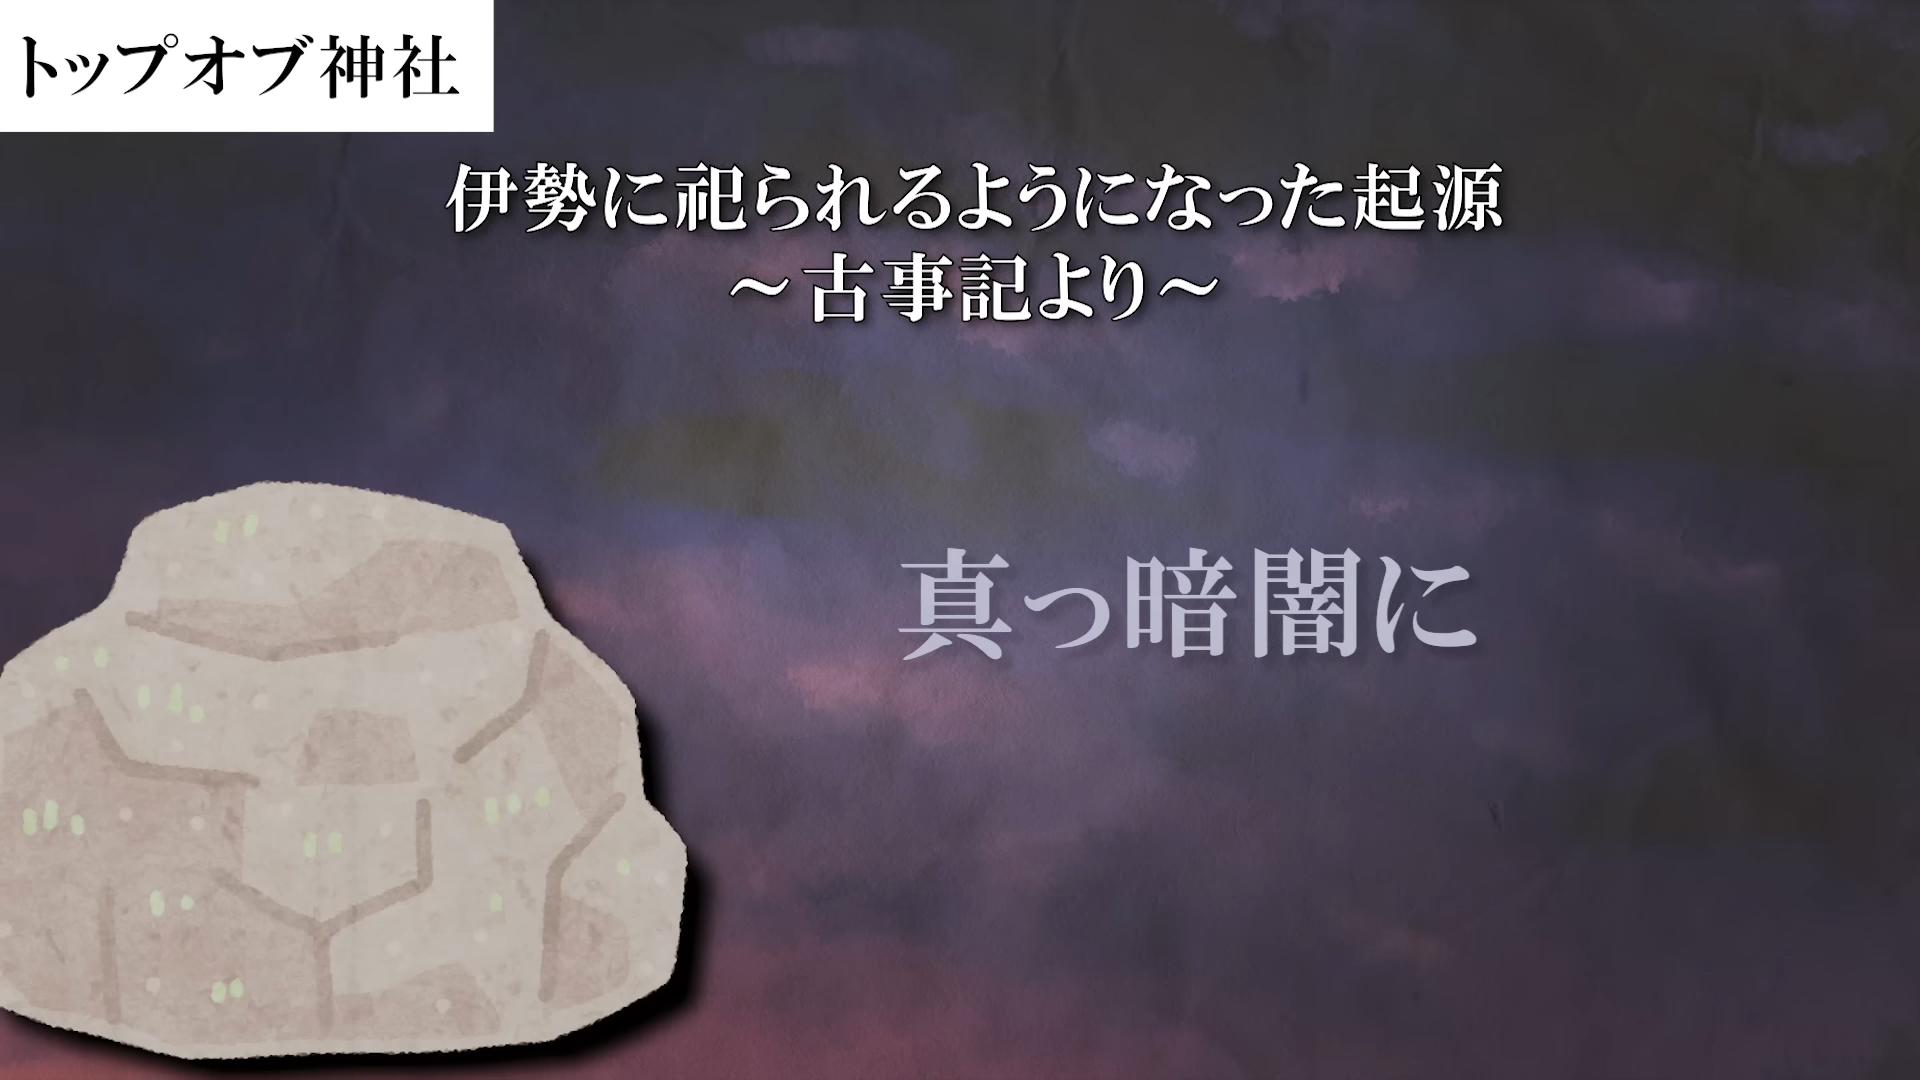 トップオブ神社
伊勢に祀られるようになった起源
～古事記より～
真っ暗闇に